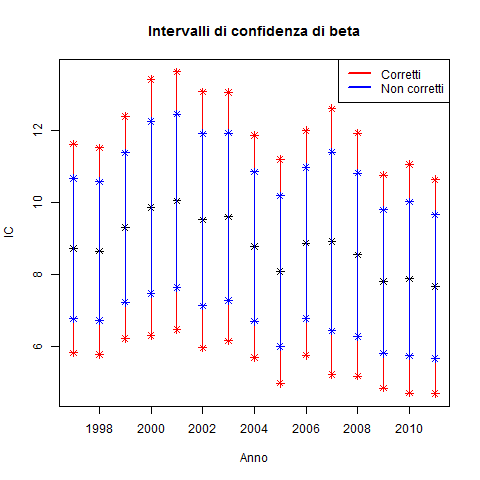 Intervalli di confidenza di beta
Corretti
Non corretti
IC
12
10
8
6
1998 2000 2002 2004 2006 2008 2010
Anno